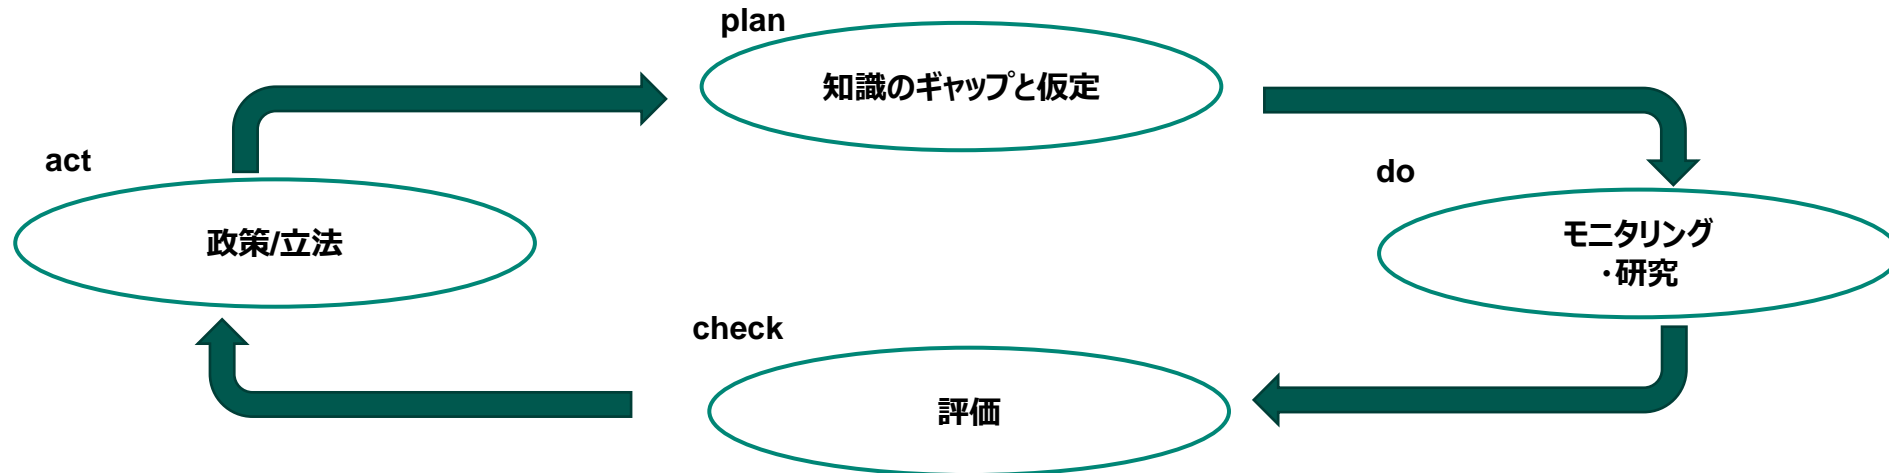 plan
知識のギャップと仮定
act
do
政策/立法
モニタリング
・研究
check
評価